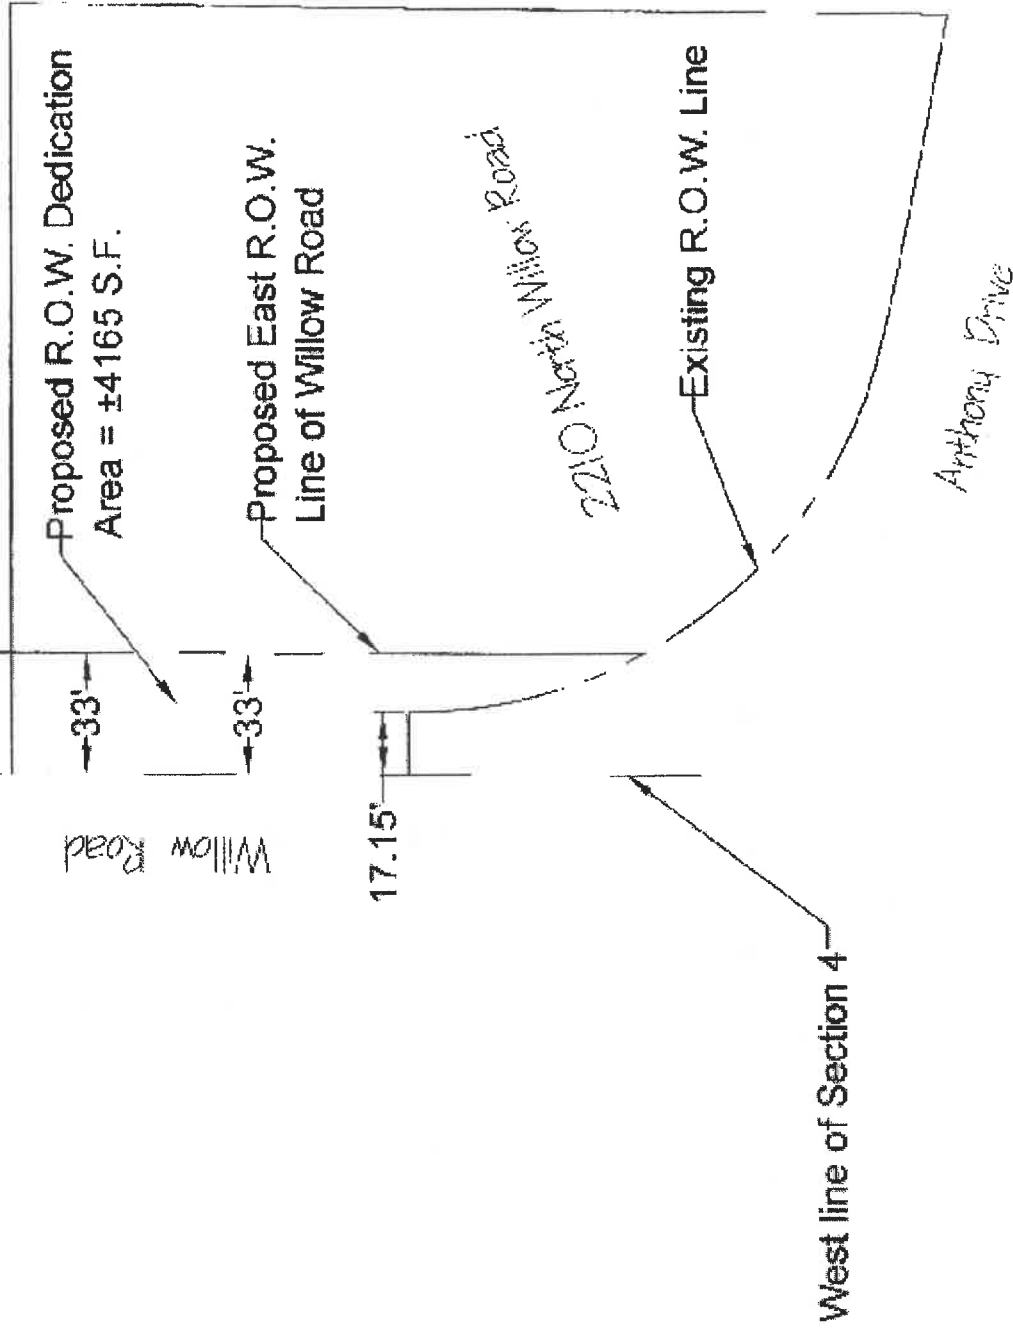 Proposed R.O.W. Dedication
Area = ±4165 S.F.
Proposed East R.O.W.
Line of Willow Road
33'
33'
Willow Road
17.15'
2210 North Willow Road
Existing R.O.W. Line
Anthony Drive
West line of Section 4